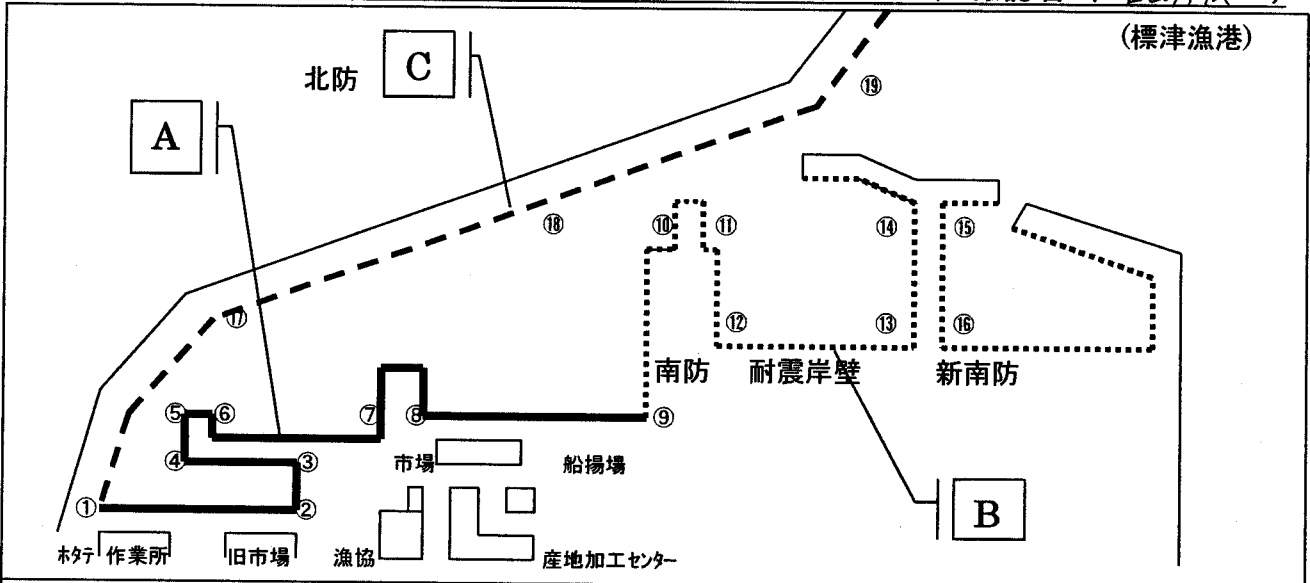 (標津漁港)
北防
C
A
⑲
⑱
⑩
⑪
⑭
⑮
⑰
⑫
⑬
⑯
南防
耐震岸壁
新南防
⑤
⑥
⑦
⑧
⑨
④
③
市場
船揚場
①
②
B
ホタテ
作業所
旧市場
漁協
産地加工センター